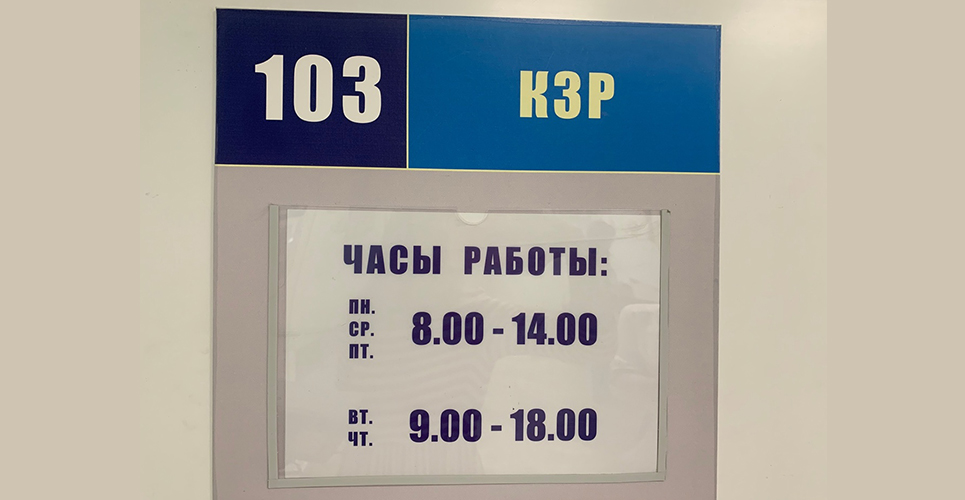 103
КЗР
ЧАСЫ РАБОТЫ:
ПН.
СР. 8.00 - 14.00
ПТ.
ВТ. 9.00 - 18.00
ЧТ.